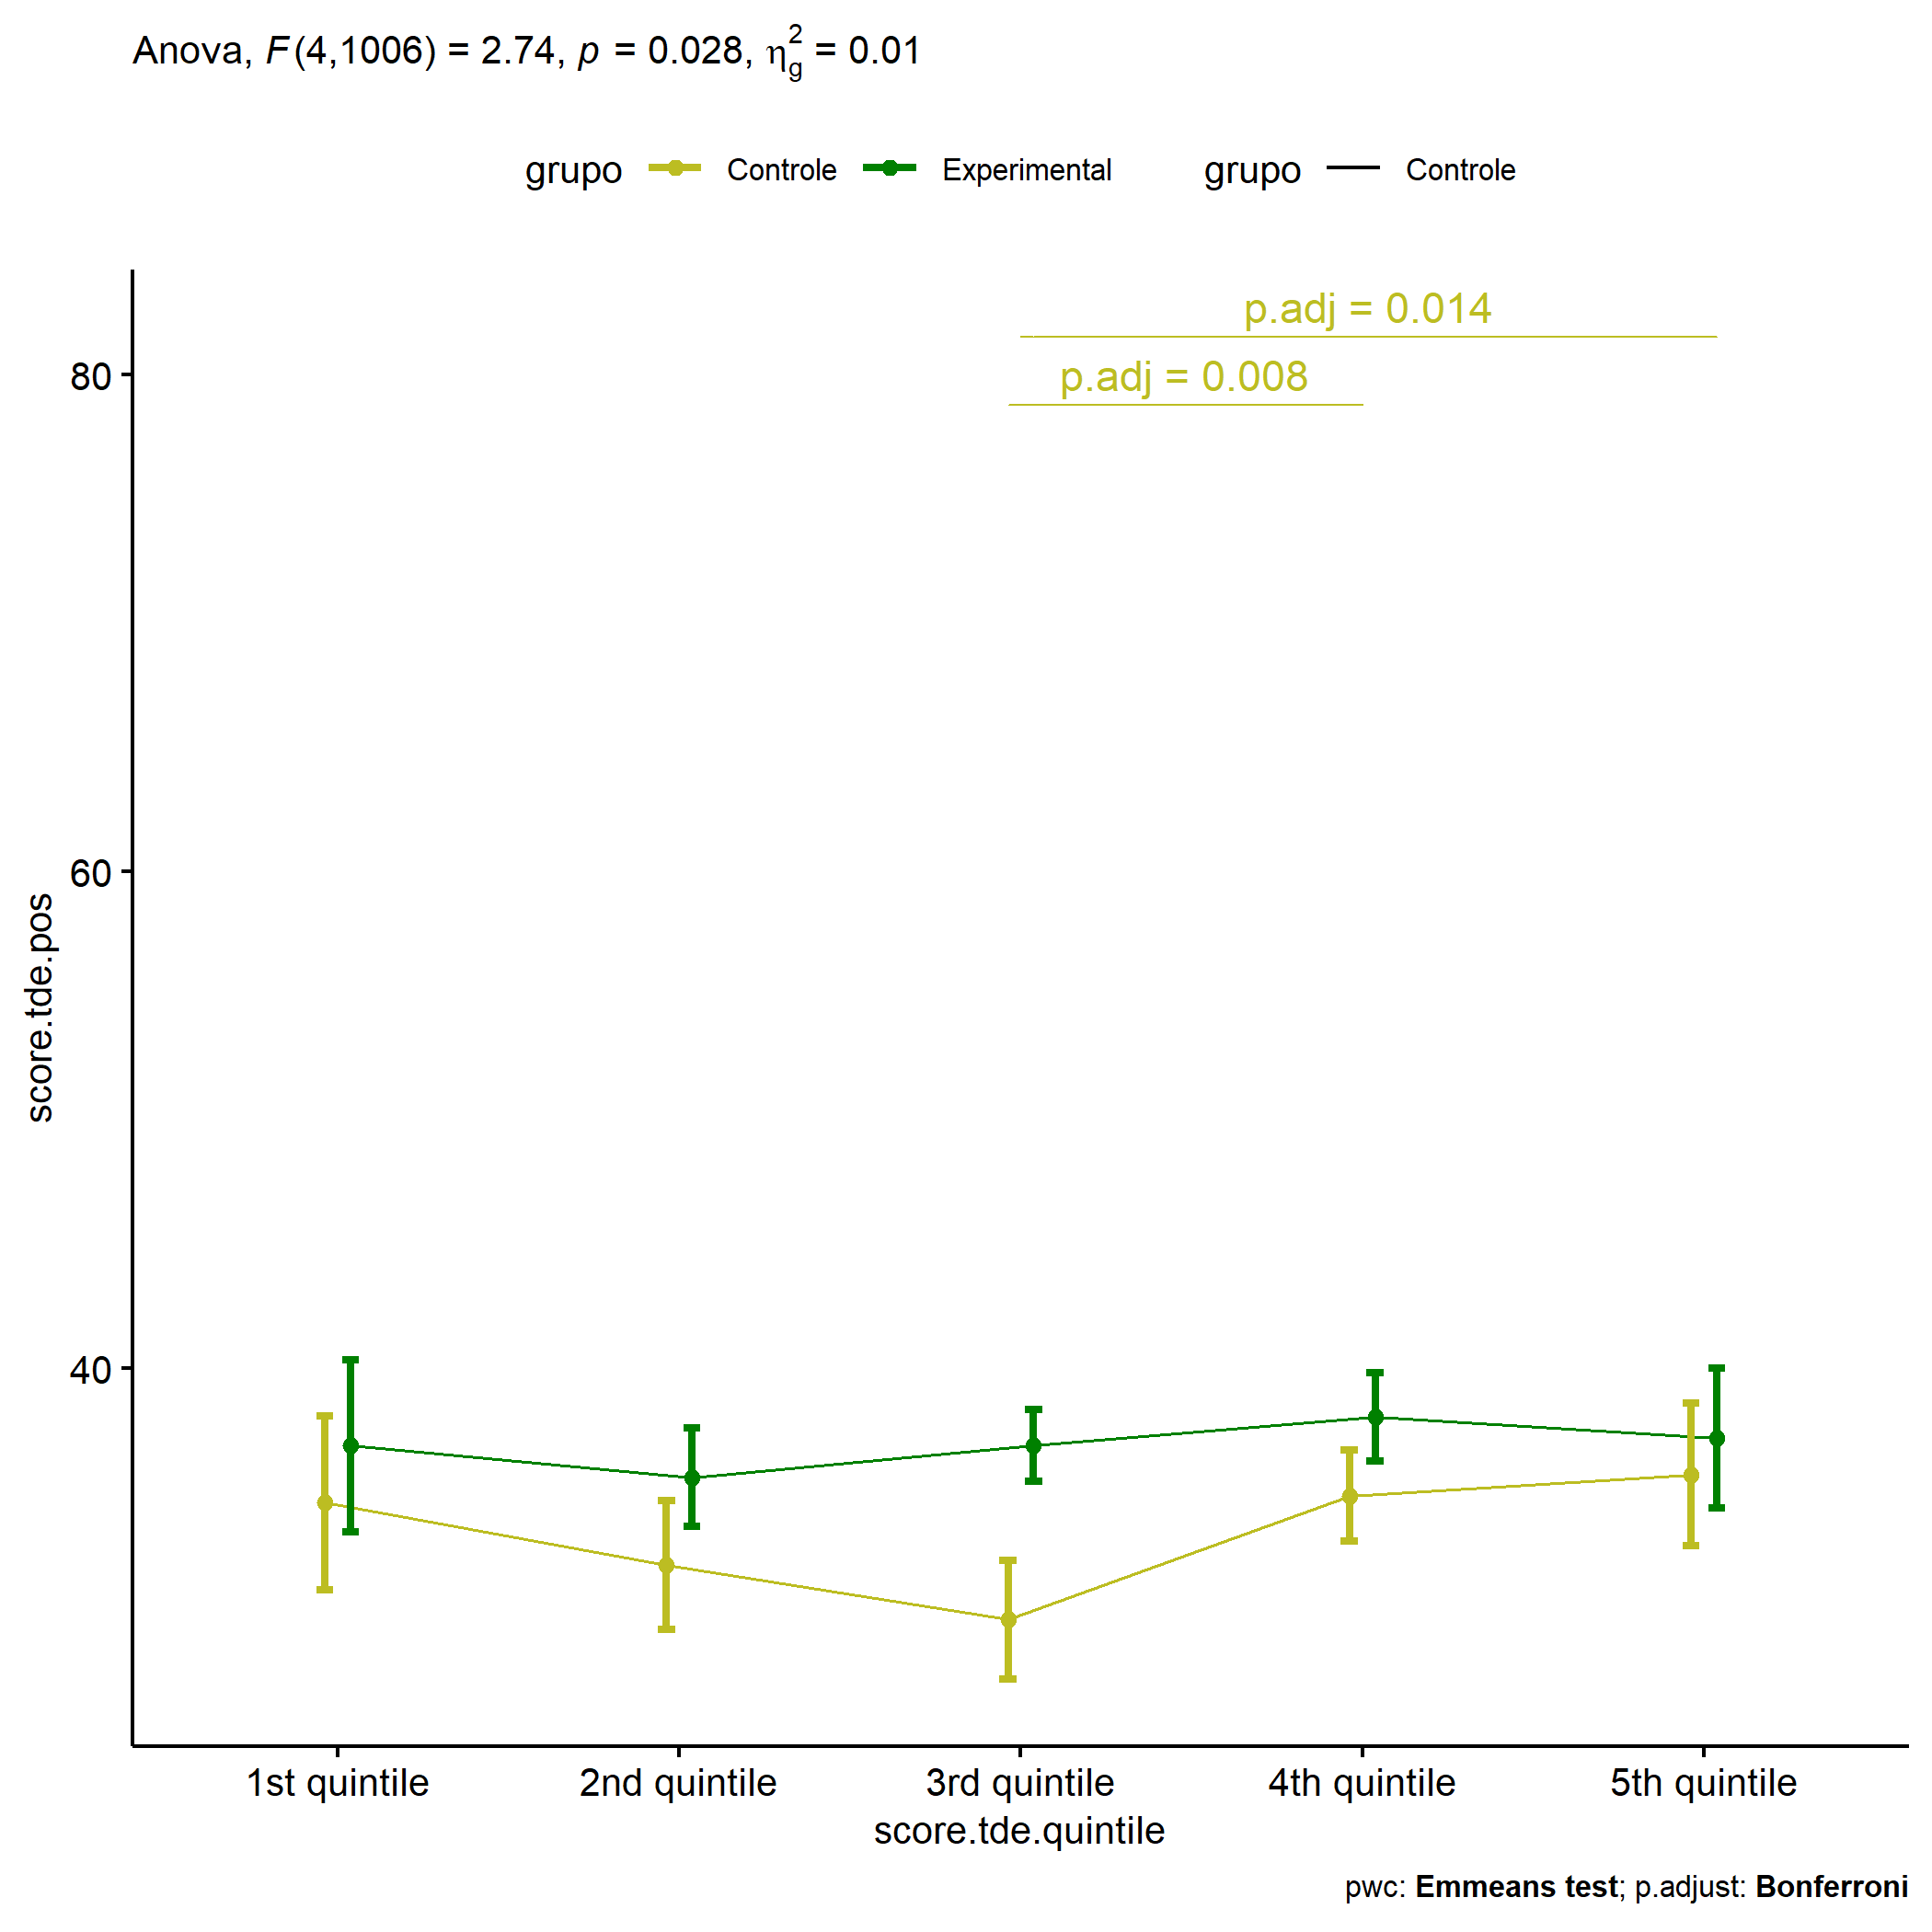 Anova, F(4,1006) = 2.74, p = 0.028, η²g = 0.01
grupo Controle Experimental grupo Controle
p.adj = 0.014
p.adj = 0.008
80
60
40
score.tde.pos
1st quintile 2nd quintile 3rd quintile 4th quintile 5th quintile
score.tde.quintile
pwc: Emmeans test; p.adjust: Bonferroni